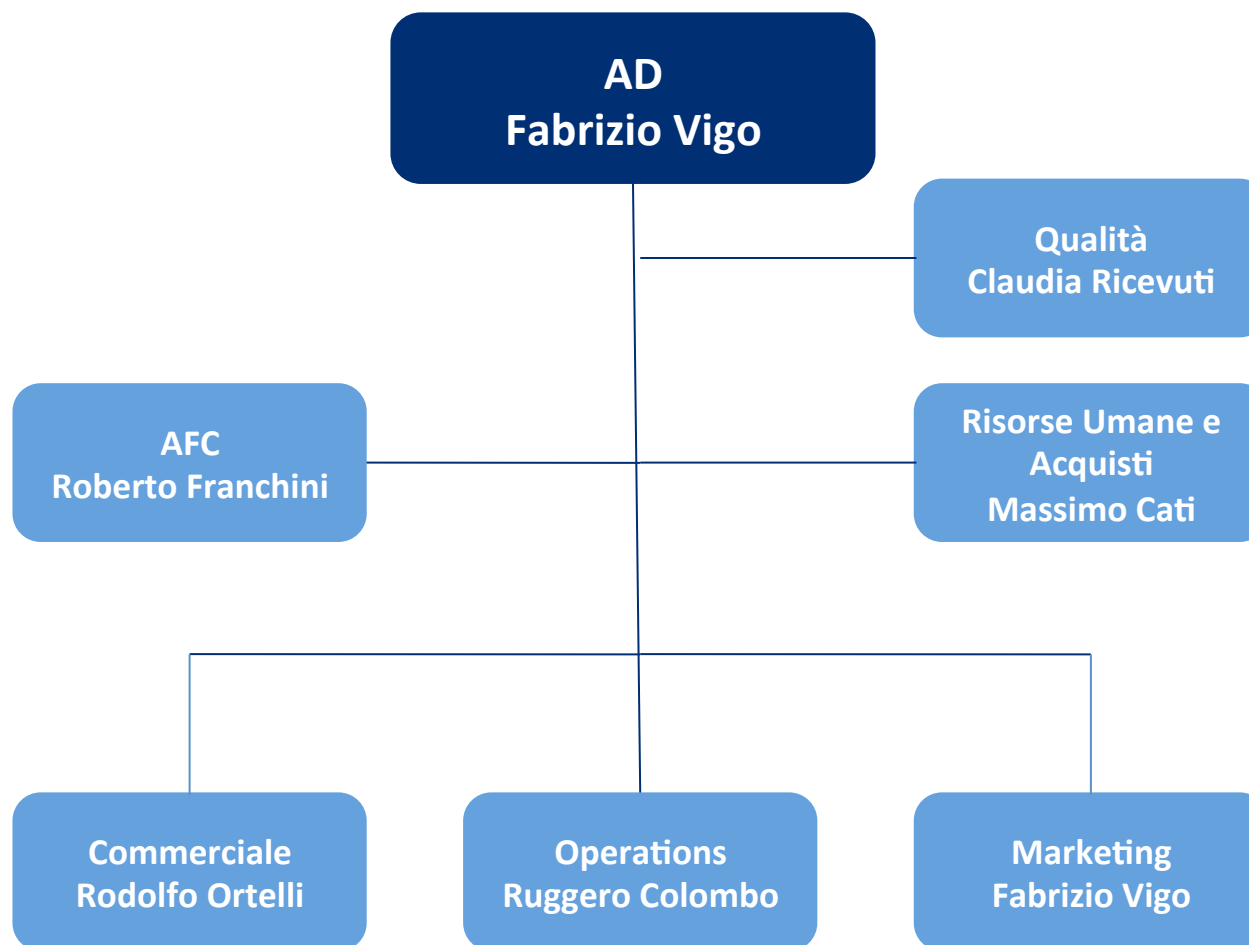 AD
Fabrizio Vigo
Qualità
Claudia Ricevuti
AFC
Roberto Franchini
Risorse Umane e
Acquisti
Massimo Cati
Commerciale
Rodolfo Ortelli
Operations
Ruggero Colombo
Marketing
Fabrizio Vigo